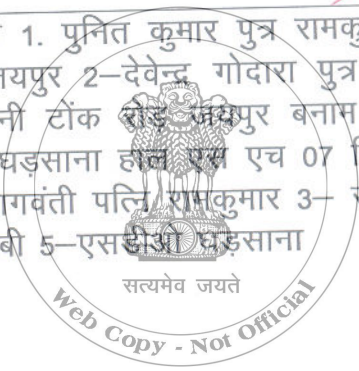 1. पुनित कुमार पुत्र रामकु
जयपुर 2–देवेन्द्र गोदारा पुत्र
नी टोंक रोड़ जयपुर बनाम
घड़साना हाल एस एच 07
गवंती पत्नि रामकुमार 3–
बी 5–एसडीओ घड़साना
सत्यमेव जयते
Web Copy - Not Official